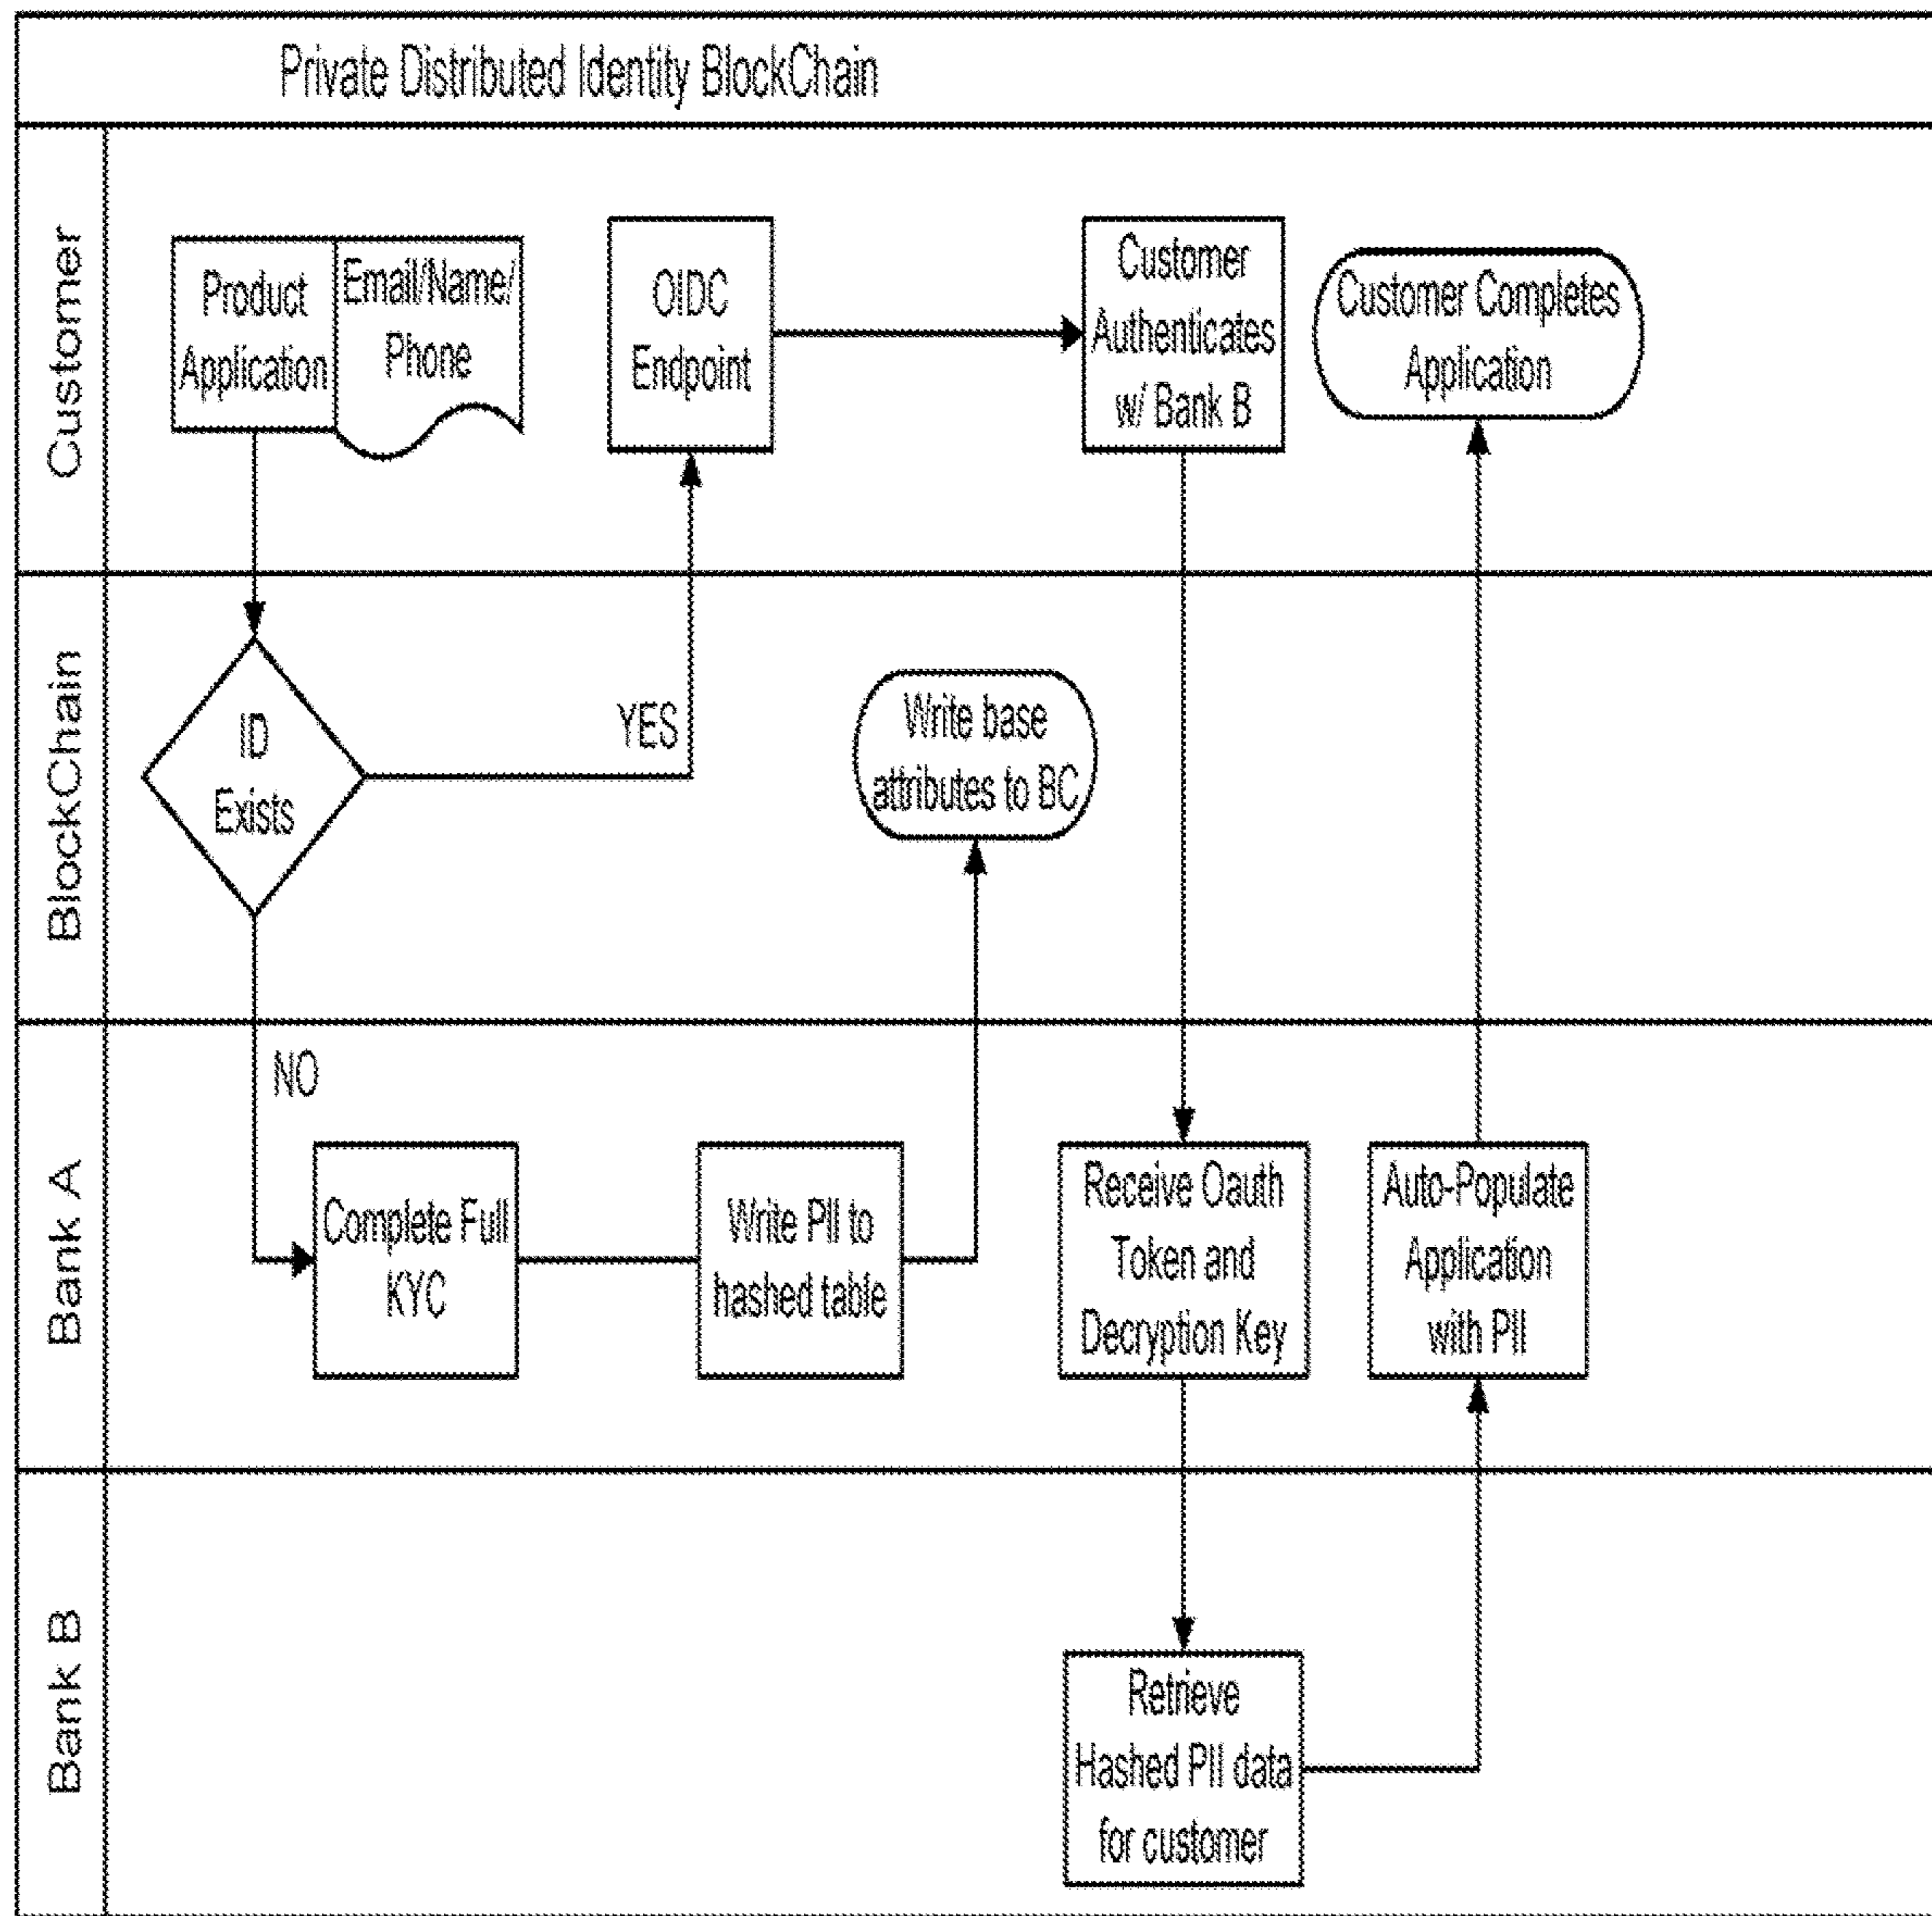 Private Distributed Identity BlockChain
Customer
Product
Application
Email/Name/
Phone
OIDC
Endpoint
Customer
Authenticates
w/ Bank B
Customer Completes
Application
BlockChain
ID
Exists
YES
Write base
attributes to BC
Bank A
NO
Complete Full
KYC
Write PII to
hashed table
Receive Oauth
Token and
Decryption Key
Auto-Populate
Application
with PII
Bank B
Retrieve
Hashed PII data
for customer